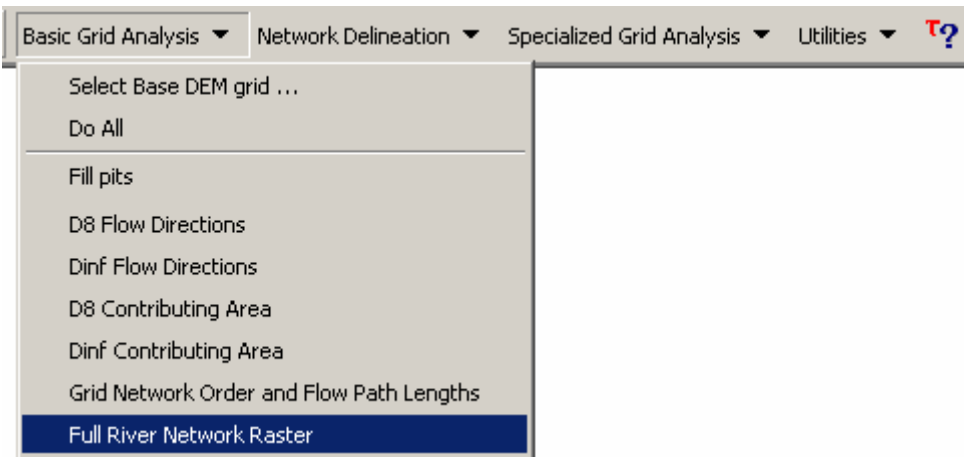 Basic Grid Analysis Network Delineation Specialized Grid Analysis Utilities τ?
Select Base DEM grid ...
Do All
Fill pits
D8 Flow Directions
Dinf Flow Directions
D8 Contributing Area
Dinf Contributing Area
Grid Network Order and Flow Path Lengths
Full River Network Raster